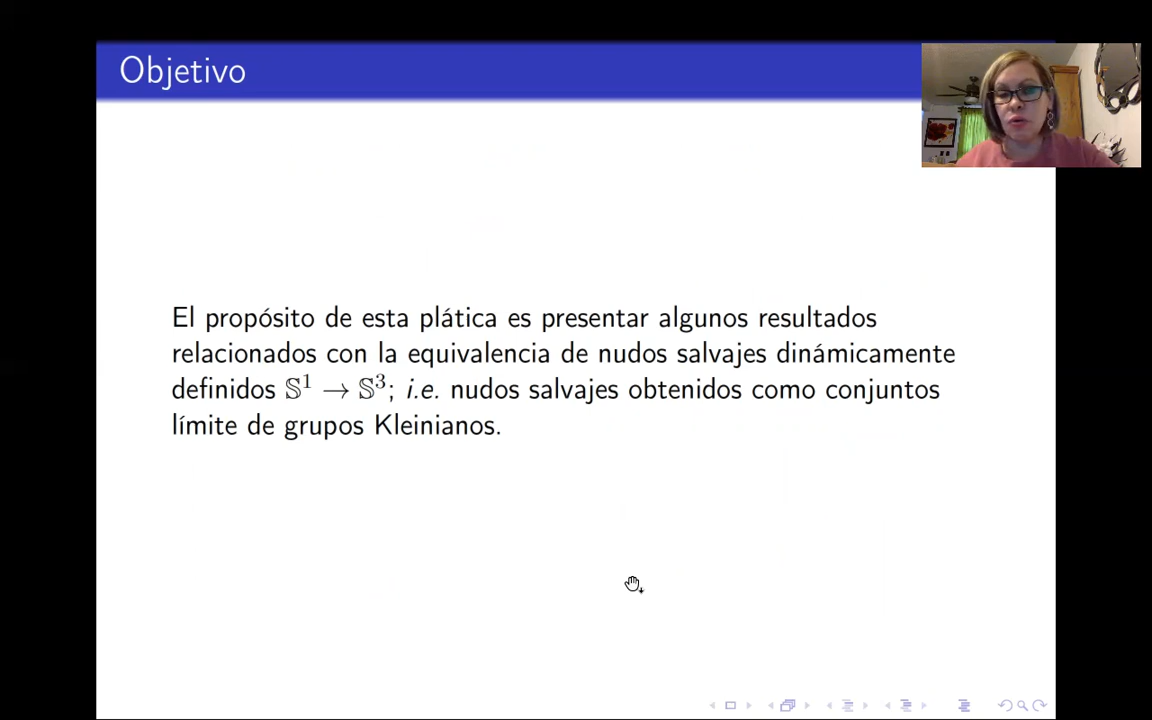 Objetivo
El propósito de esta plática es presentar algunos resultados
relacionados con la equivalencia de nudos salvajes dinámicamente
definidos 𝕊¹ → 𝕊³; i.e. nudos salvajes obtenidos como conjuntos
límite de grupos Kleinianos.